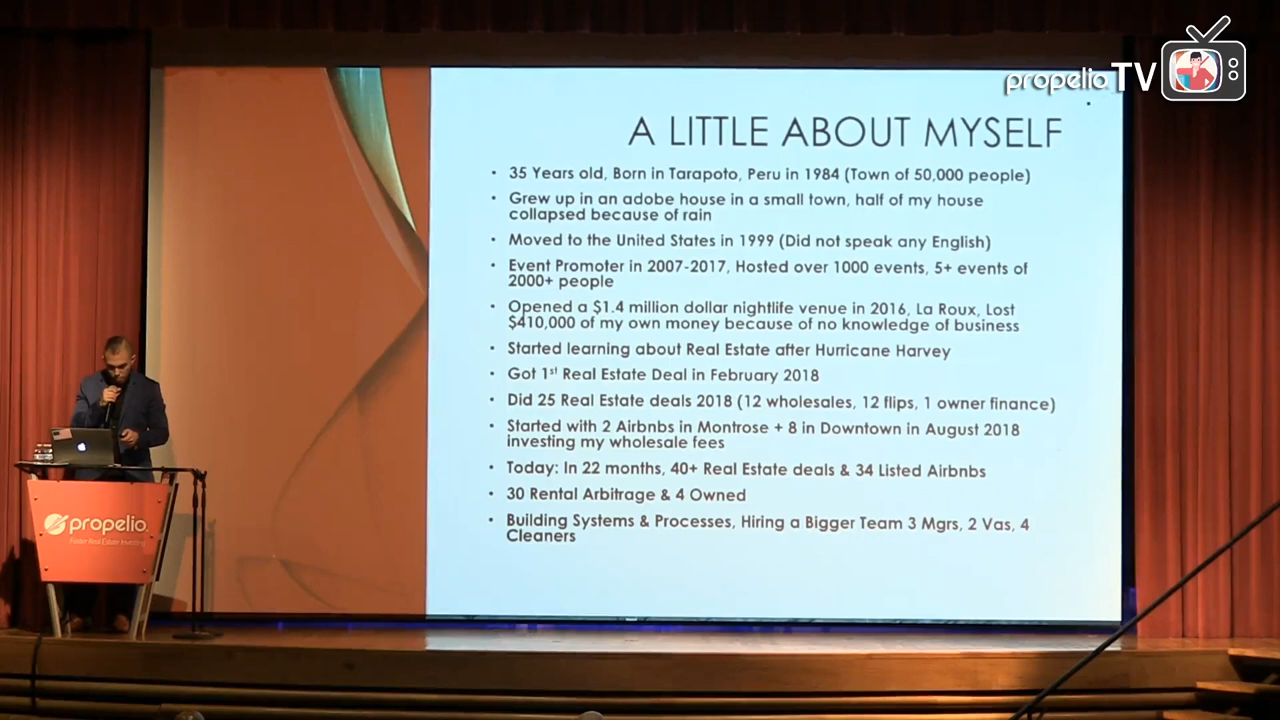 propelio TV
A LITTLE ABOUT MYSELF
• 35 Years old, Born in Tarapoto, Peru in 1984 (Town of 50,000 people)
• Grew up in an adobe house in a small town, half of my house
collapsed because of rain
• Moved to the United States in 1999 (Did not speak any English)
• Event Promoter in 2007-2017, Hosted over 1000 events, 5+ events of
2000+ people
• Opened a $1.4 million dollar nightlife venue in 2016, La Roux, Lost
$410,000 of my own money because of no knowledge of business
• Started learning about Real Estate after Hurricane Harvey
• Got 1st Real Estate Deal in February 2018
• Did 25 Real Estate deals 2018 (12 wholesales, 12 flips, 1 owner finance)
• Started with 2 Airbnbs in Montrose + 8 in Downtown in August 2018
investing my wholesale fees
• Today: In 22 months, 40+ Real Estate deals & 34 Listed Airbnbs
• 30 Rental Arbitrage & 4 Owned
• Building Systems & Processes, Hiring a Bigger Team 3 Mgrs, 2 Vas, 4
Cleaners
propelio.
Real Estate Investing